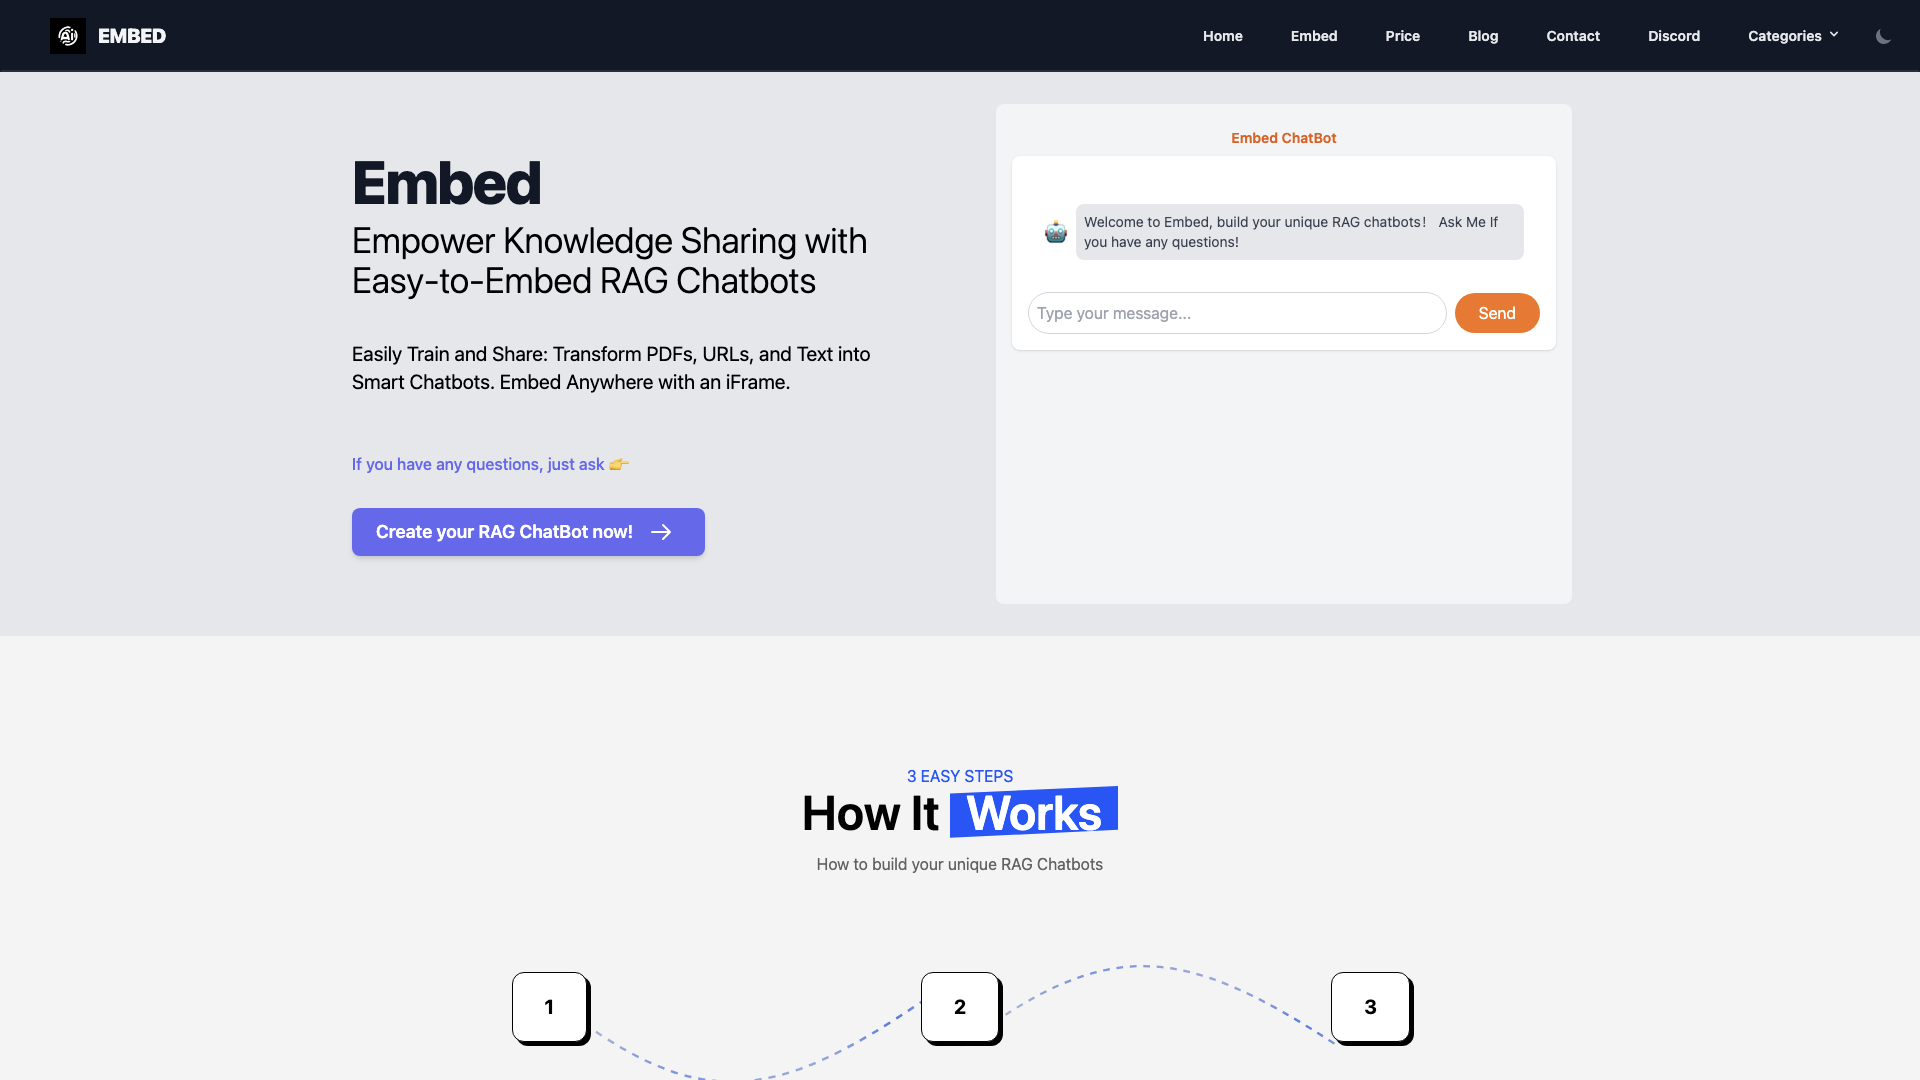 EMBED
Home
Embed
Price
Blog
Contact
Discord
Categories
Embed
Empower Knowledge Sharing with
Easy-to-Embed RAG Chatbots
Easily Train and Share: Transform PDFs, URLs, and Text into
Smart Chatbots. Embed Anywhere with an iFrame.
If you have any questions, just ask 👉
Create your RAG ChatBot now!
Embed ChatBot
Welcome to Embed, build your unique RAG chatbots！ Ask Me If
you have any questions!
Type your message...
Send
3 EASY STEPS
How It Works
How to build your unique RAG Chatbots
1
2
3